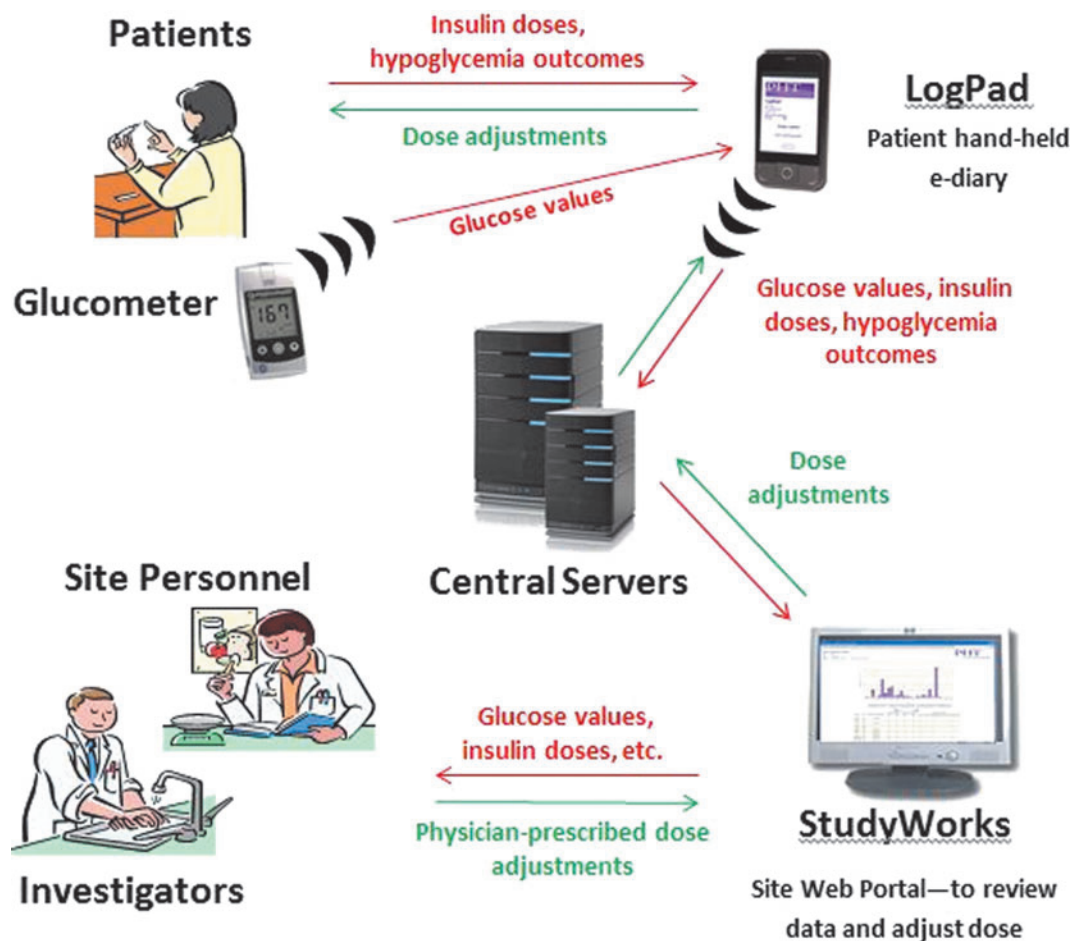 Patients
Insulin doses,
hypoglycemia outcomes
Dose adjustments
LogPad
Patient hand-held
e-diary
Glucose values
Glucometer
167
Glucose values, insulin
doses, hypoglycemia
outcomes
Dose
adjustments
Central Servers
Site Personnel
Glucose values,
insulin doses, etc.
Physician-prescribed dose
adjustments
Investigators
StudyWorks
Site Web Portal—to review
data and adjust dose